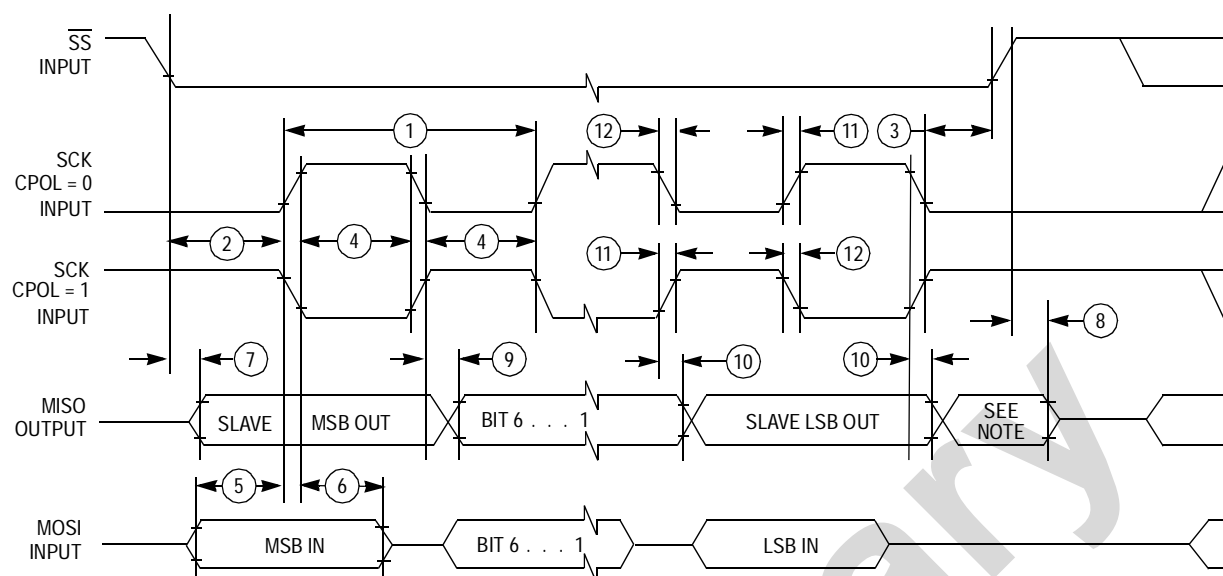 SS
INPUT
1
12
11
3
SCK
CPOL = 0
INPUT
2
4
4
SCK
CPOL = 1
INPUT
11
12
7
9
10
10
8
MISO
OUTPUT
SLAVE MSB OUT
BIT 6 . . . 1
SLAVE LSB OUT
SEE
NOTE
5
6
MOSI
INPUT
MSB IN
BIT 6 . . . 1
LSB IN